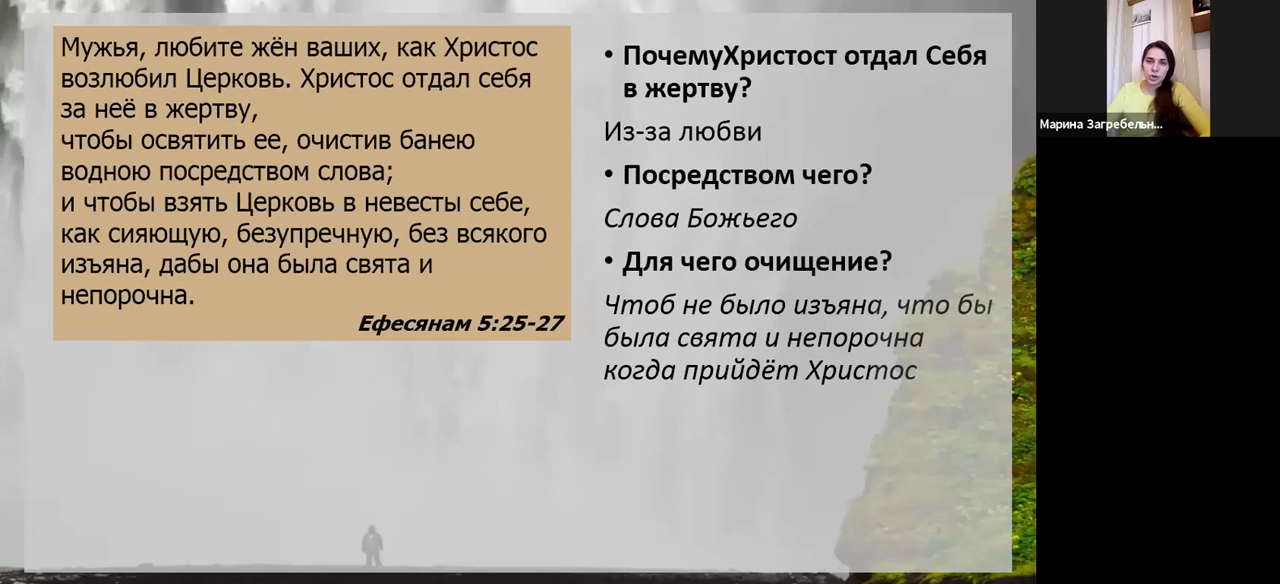 Мужья, любите жён ваших, как Христос
возлюбил Церковь. Христос отдал себя
за неё в жертву,
чтобы освятить ее, очистив банею
водною посредством слова;
и чтобы взять Церковь в невесты себе,
как сияющую, безупречную, без всякого
изъяна, дабы она была свята и
непорочна.
Ефесянам 5:25-27
• ПочемуХристост отдал Себя
в жертву?
Из-за любви
• Посредством чего?
Слова Божьего
• Для чего очищение?
Чтоб не было изъяна, что бы
была свята и непорочна
когда прийдёт Христос
Марина Загребельн...